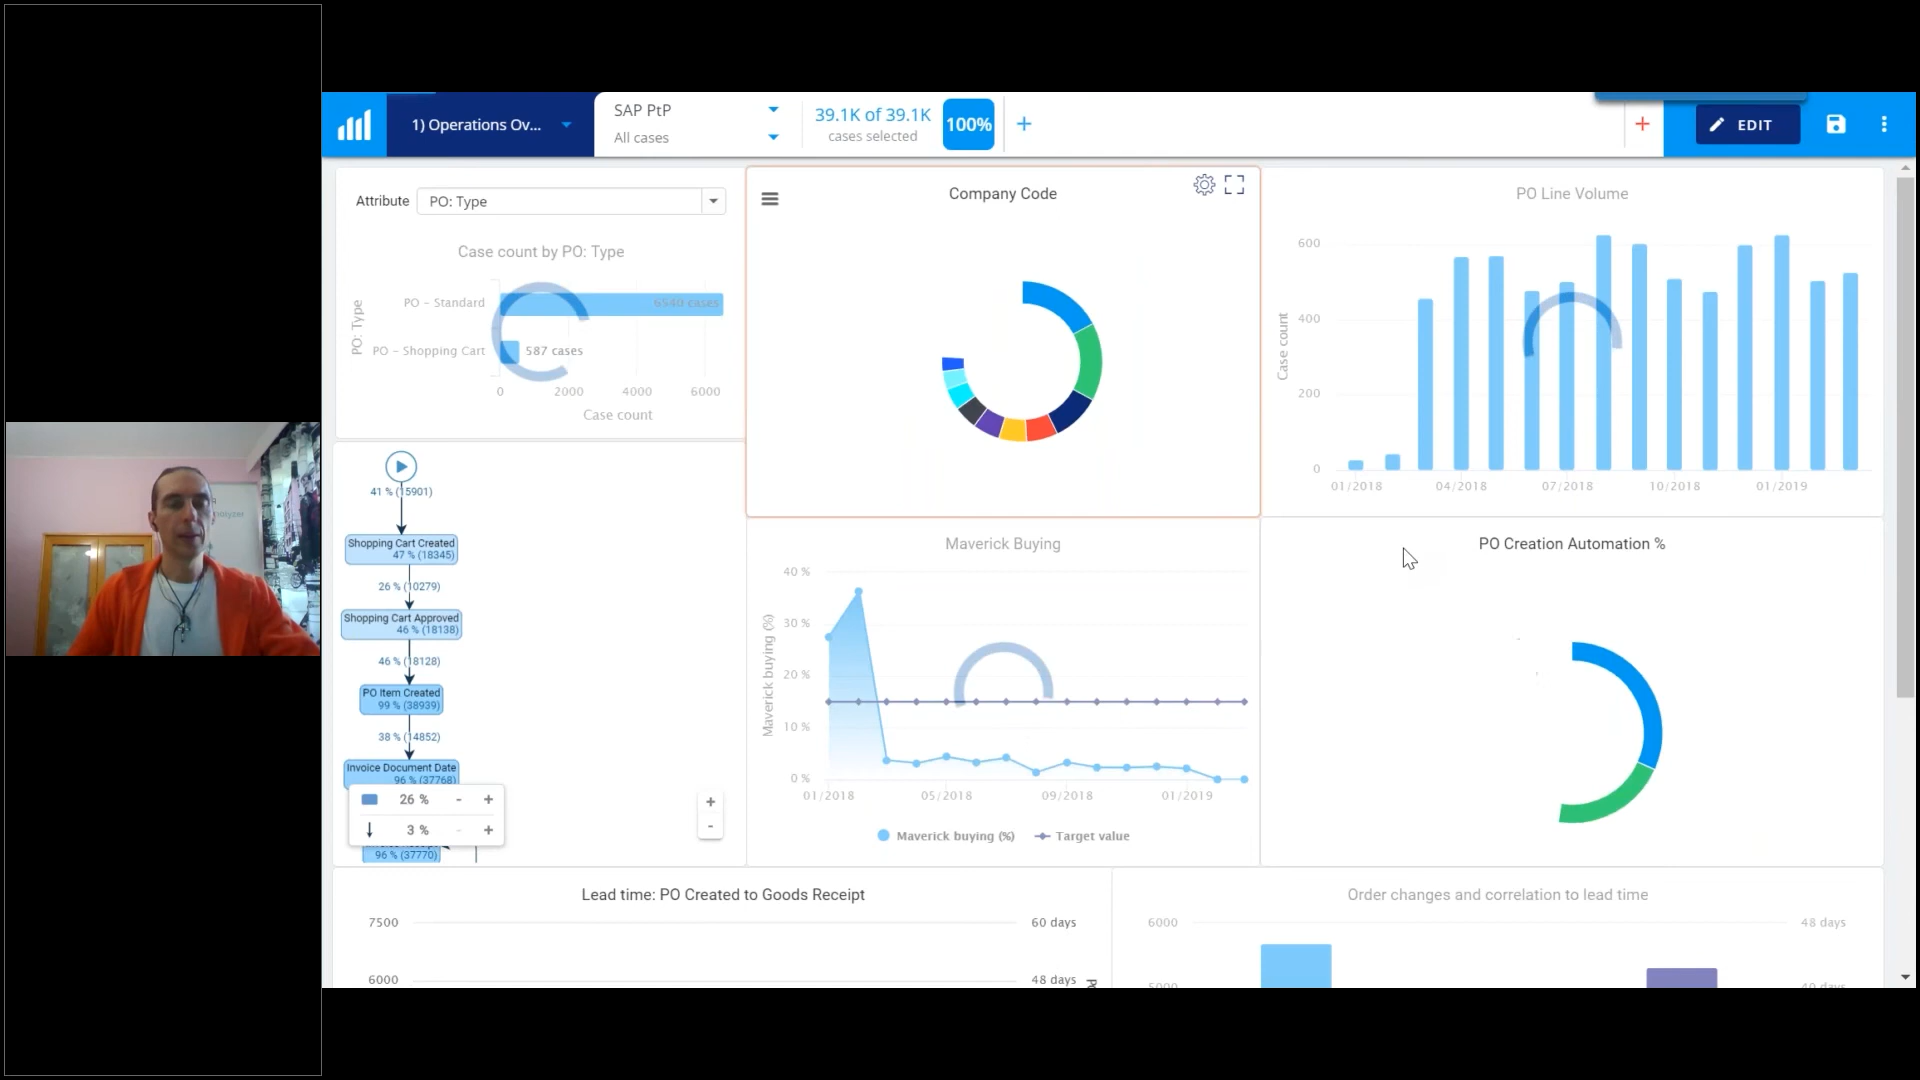 1) Operations Ov...
SAP PtP
All cases
39.1K of 39.1K
cases selected
100%
+
+
EDIT
Attribute
PO: Type
Case count by PO: Type
PO: Type
PO - Standard
6540 cases
PO - Shopping Cart
587 cases
0 2000 4000 6000
Case count
Company Code
PO Line Volume
Case count
600
400
200
0
01/2018 04/2018 07/2018 10/2018 01/2019
41 % (15901)
Shopping Cart Created
47 % (18345)
26 % (10279)
Shopping Cart Approved
46 % (18138)
46 % (18128)
PO Item Created
99 % (38939)
38 % (14852)
Invoice Document Date
96 % (37768)
26 % - +
3 % - +
96 % (37770)
+
-
Maverick Buying
Maverick buying (%)
40 %
30 %
20 %
10 %
0 %
01/2018 05/2018 09/2018 01/2019
Maverick buying (%) Target value
PO Creation Automation %
Lead time: PO Created to Goods Receipt
7500 60 days
6000 48 days
Order changes and correlation to lead time
6000 48 days
5000 40 days